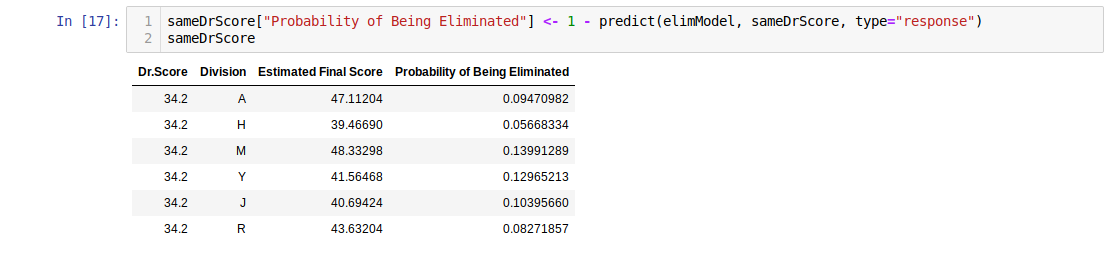 In [17]: 1 sameDrScore["Probability of Being Eliminated"] <- 1 - predict(elimModel, sameDrScore, type="response")
2 sameDrScore
Dr.Score Division Estimated Final Score Probability of Being Eliminated
34.2 A 47.11204 0.09470982
34.2 H 39.46690 0.05668334
34.2 M 48.33298 0.13991289
34.2 Y 41.56468 0.12965213
34.2 J 40.69424 0.10395660
34.2 R 43.63204 0.08271857